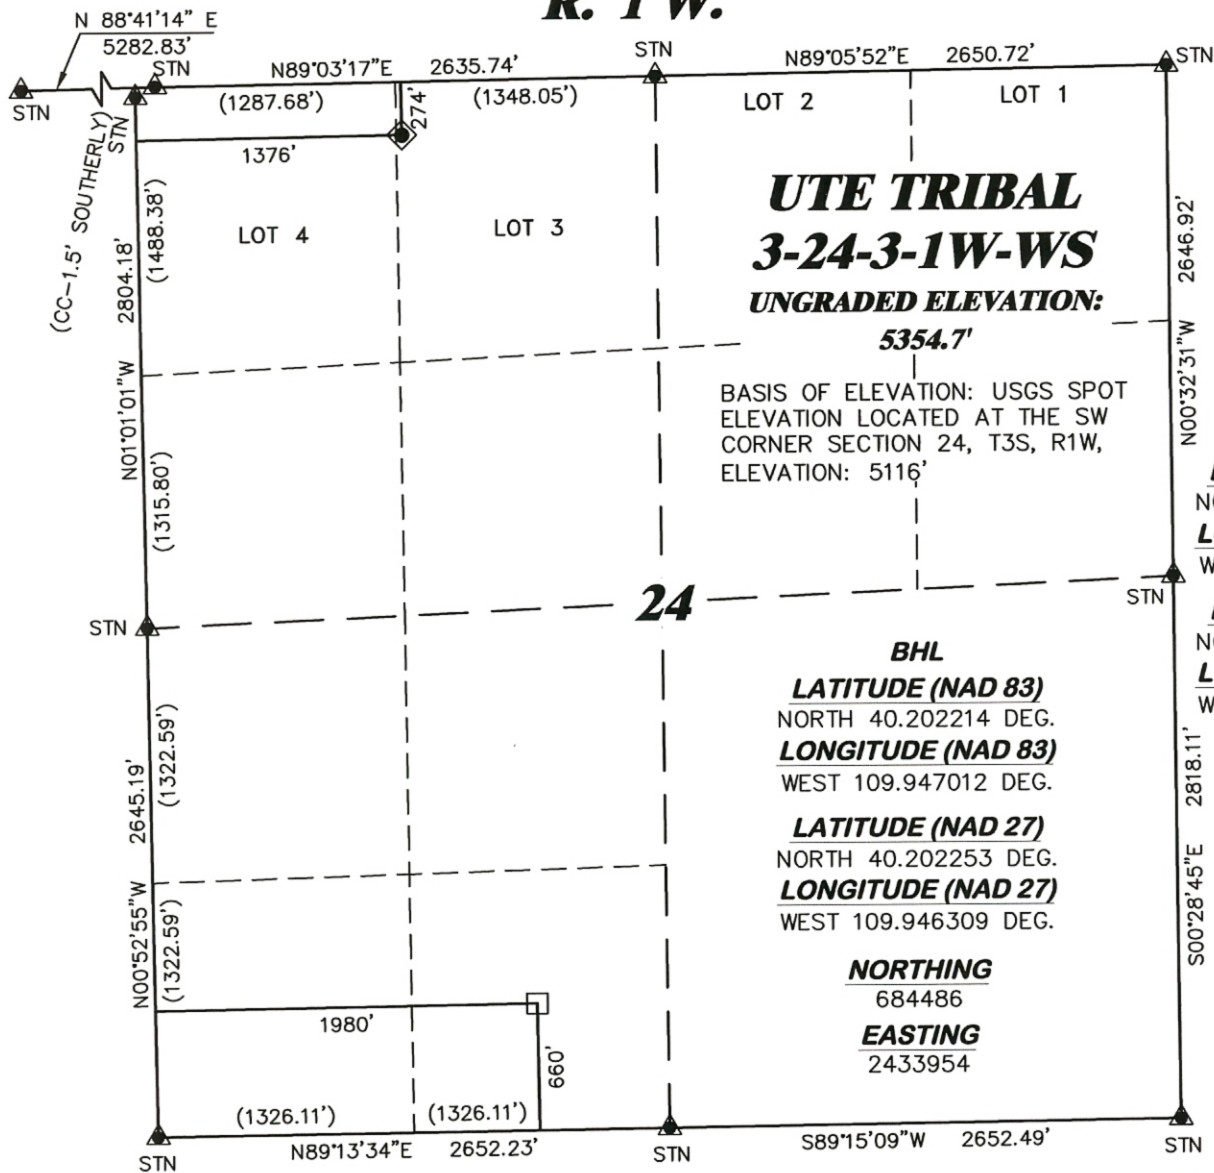 R. 1 W.
N 88°41'14" E
5282.83'
STN
STN
STN
(CC-1.5' SOUTHERLY)
N89°03'17"E 2635.74'
(1287.68')
(1348.05')
274'
1376'
STN
N89°05'52"E 2650.72'
STN
LOT 2
LOT 1
LOT 4
LOT 3
UTE TRIBAL
3-24-3-1W-WS
UNGRADED ELEVATION:
5354.7'
BASIS OF ELEVATION: USGS SPOT
ELEVATION LOCATED AT THE SW
CORNER SECTION 24, T3S, R1W,
ELEVATION: 5116'
N01°01'01"W 2804.18'
(1488.38')
(1315.80')
N00°32'31"W 2646.92'
STN
24
STN
BHL
LATITUDE (NAD 83)
NORTH 40.202214 DEG.
LONGITUDE (NAD 83)
WEST 109.947012 DEG.
LATITUDE (NAD 27)
NORTH 40.202253 DEG.
LONGITUDE (NAD 27)
WEST 109.946309 DEG.
NORTHING
684486
EASTING
2433954
N00°52'55"W 2645.19'
(1322.59')
(1322.59')
S00°28'45"E 2818.11'
1980'
660'
(1326.11')
(1326.11')
STN
N89°13'34"E 2652.23'
STN
S89°15'09"W 2652.49'
STN